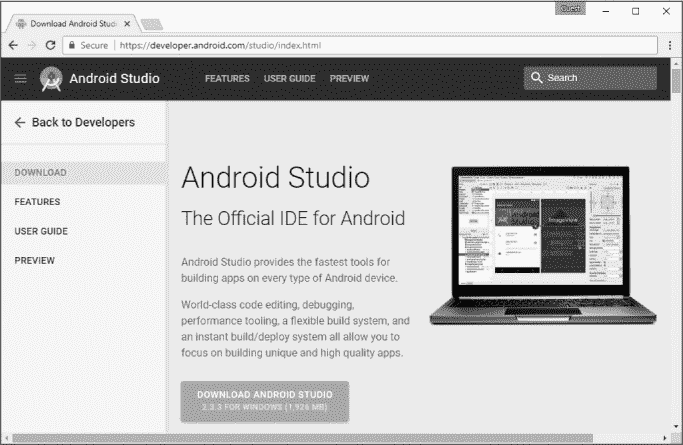 Guest
Download Android Studi
Secure https://developer.android.com/studio/index.html
Android Studio FEATURES USER GUIDE PREVIEW Search
Back to Developers
DOWNLOAD
FEATURES
USER GUIDE
PREVIEW
Android Studio
The Official IDE for Android
Android Studio provides the fastest tools for
building apps on every type of Android device.
World-class code editing, debugging,
performance tooling, a flexible build system, and
an instant build/deploy system all allow you to
focus on building unique and high quality apps.
DOWNLOAD ANDROID STUDIO
2.3.3 FOR WINDOWS (1,926 MB)